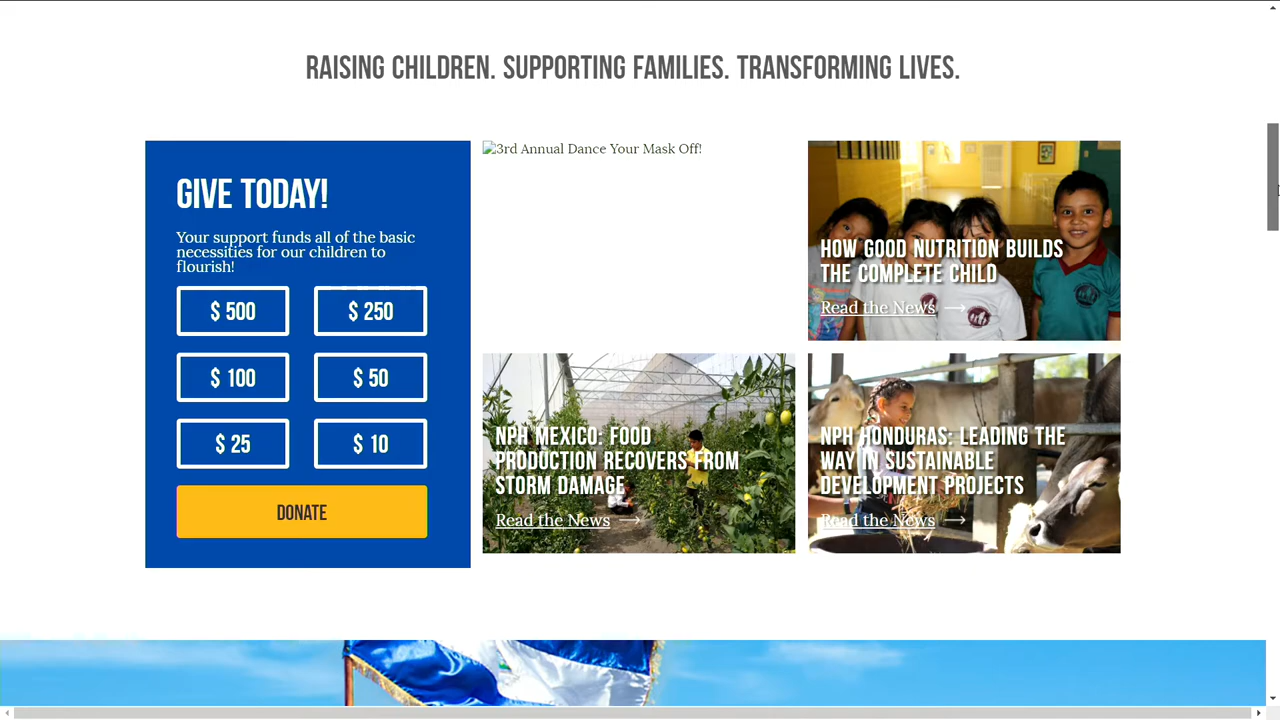 RAISING CHILDREN. SUPPORTING FAMILIES. TRANSFORMING LIVES.
GIVE TODAY!
Your support funds all of the basic
necessities for our children to
flourish!
$ 500
$ 250
$ 100
$ 50
$ 25
$ 10
DONATE
3rd Annual Dance Your Mask Off!
HOW GOOD NUTRITION BUILDS
THE COMPLETE CHILD
Read the News
NPH MEXICO: FOOD
PRODUCTION RECOVERS FROM
STORM DAMAGE
Read the News
NPH HONDURAS: LEADING THE
WAY IN SUSTAINABLE
DEVELOPMENT PROJECTS
Read the News